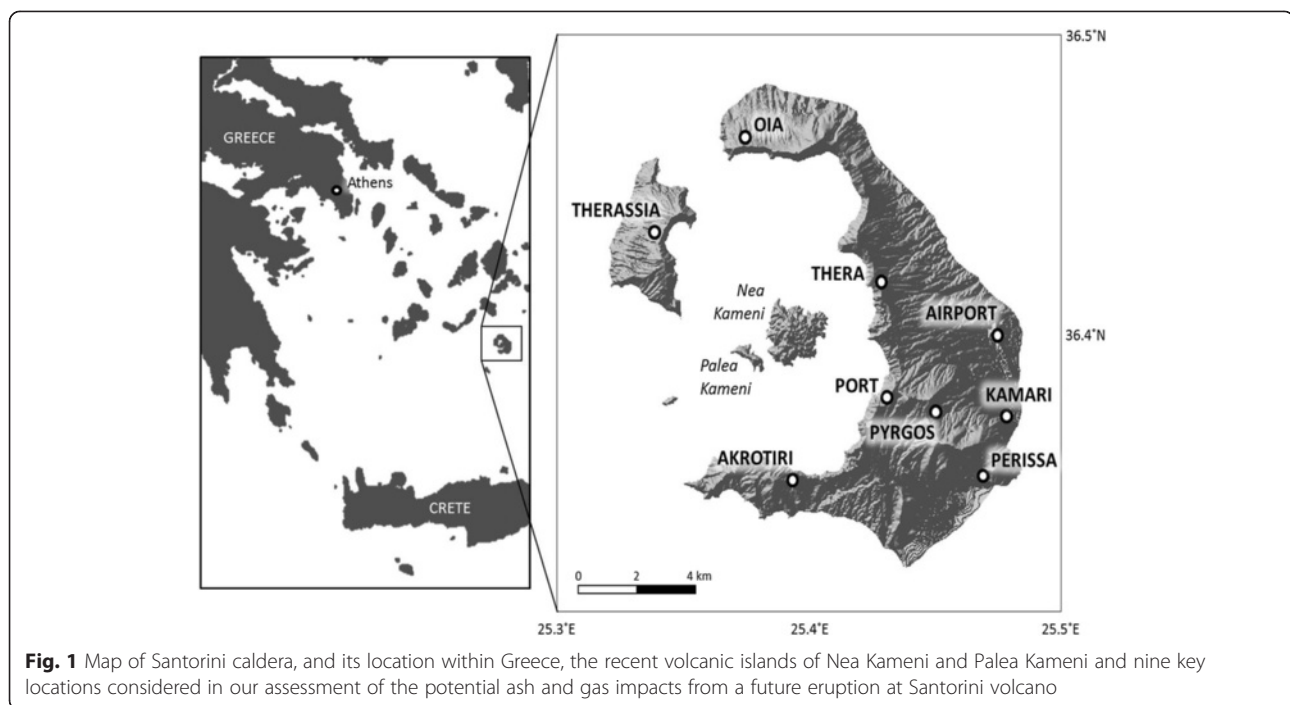 36.5°N
OIA
GREECE
Athens
THERASSIA
THERA
Nea
Kameni
AIRPORT
36.4°N
Palea
Kameni
PORT
KAMARI
PYRGOS
AKROTIRI
PERISSA
CRETE
0 2 4 km
25.3°E 25.4°E 25.5°E
Fig. 1 Map of Santorini caldera, and its location within Greece, the recent volcanic islands of Nea Kameni and Palea Kameni and nine key
locations considered in our assessment of the potential ash and gas impacts from a future eruption at Santorini volcano